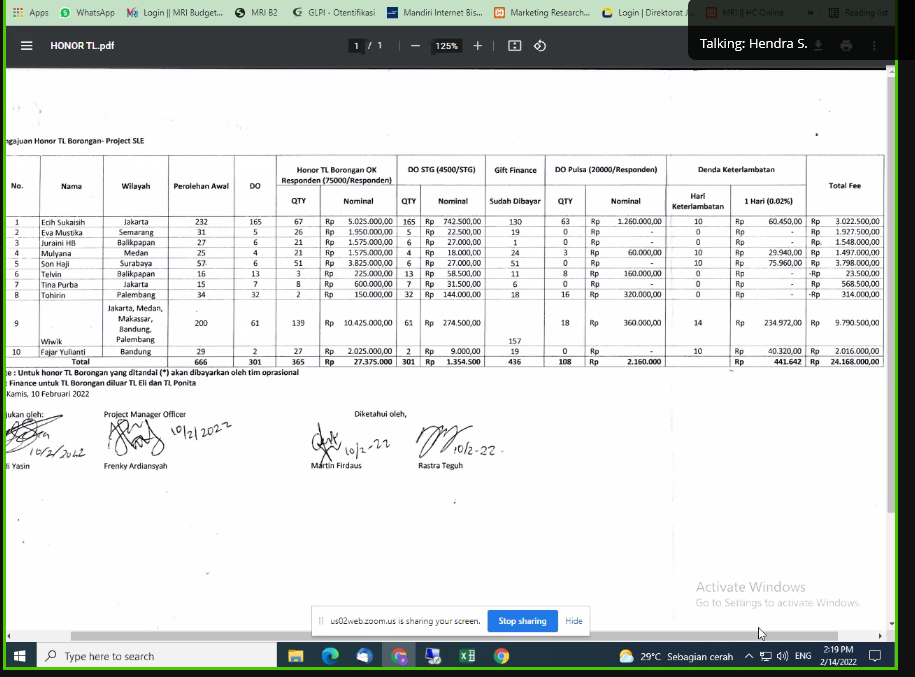 Apps WhatsApp Login || MRI Budget... MRI B2 GLPI - Otentifikasi Mandiri Internet Bis... Marketing Research... Login | Direktorat J... MRI || HC Online » Reading list
HONOR TL.pdf 1 / 1 — 125% +
Talking: Hendra S.
ngajuan Honor TL Borongan- Project SLE
No. Nama Wilayah Perolehan Awal DO Honor TL Borongan OK Responden (75000/Responden) DO STG (4500/STG) Gift Finance DO Pulsa (20000/Responden) Denda Keterlambatan Total Fee
QTY Nominal QTY Nominal Sudah Dibayar QTY Nominal Hari Keterlambatan 1 Hari (0.02%)
1 Ecih Sukaisih Jakarta 232 165 67 Rp 5.025.000,00 165 Rp 742.500,00 130 63 Rp 1.260.000,00 10 Rp 60.450,00 Rp 3.022.500,00
2 Eva Mustika Semarang 31 5 26 Rp 1.950.000,00 5 Rp 22.500,00 19 0 Rp - 0 Rp - Rp 1.927.500,00
3 Juraini HB Balikpapan 27 6 21 Rp 1.575.000,00 6 Rp 27.000,00 1 0 Rp - 0 Rp - Rp. 1.548.000,00
4 Mulyana Medan 25 4 21 Rp 1.575.000,00 4 Rp 18.000,00 24 3 Rp 60.000,00 10 Rp 29.940,00 Rp 1.497.000,00
5 Son Haji Surabaya 57 6 51 Rp 3.825.000,00 6 Rp 27.000,00 51 0 Rp - 10 Rp 75.960,00 Rp 3.798.000,00
6 Telvin Balikpapan 16 13 3 Rp 225.000,00 13 Rp 58.500,00 11 8 Rp 160.000,00 0 Rp - -Rp 23.500,00
7 Tina Purba Jakarta 15 7 8 Rp 600.000,00 7 Rp 31.500,00 6 0 Rp - 0 Rp - Rp 568.500,00
8 Tohirin Palembang 34 32 2 Rp 150.000,00 32 Rp 144.000,00 18 16 Rp 320.000,00 0 Rp - -Rp 314.000,00
9 Wiwik Jakarta, Medan, Makassar, Bandung, Palembang 200 61 139 Rp 10.425.000,00 61 Rp 274.500,00 157 18 Rp 360.000,00 14 Rp 234.972,00 Rp 9.790.500,00
10 Fajar Yulianti Bandung 29 2 27 Rp 2.025.000,00 2 Rp 9.000,00 19 0 Rp - 10 Rp 40.320,00 Rp 2.016.000,00
Total 666 301 365 Rp 27.375.000 301 Rp 1.354.500 436 108 Rp 2.160.000 Rp 441.642 Rp 24.168.000,00
te : Untuk honor TL Borongan yang ditandai (*) akan dibayarkan oleh tim oprasional
: Finance untuk TL Borongan diluar TL Eli dan TL Ponita
Kamis, 10 Februari 2022
ukan oleh: Project Manager Officer Diketahui oleh,
10/2/2022 10/2/2022 10/2-22 10/2-22
di Yasin Frenky Ardiansyah Martin Firdaus Rastra Teguh
Activate Windows
Go to Settings to activate Windows.
us02web.zoom.us is sharing your screen. Stop sharing Hide
Type here to search 29°C Sebagian cerah ENG 2:19 PM
2/14/2022